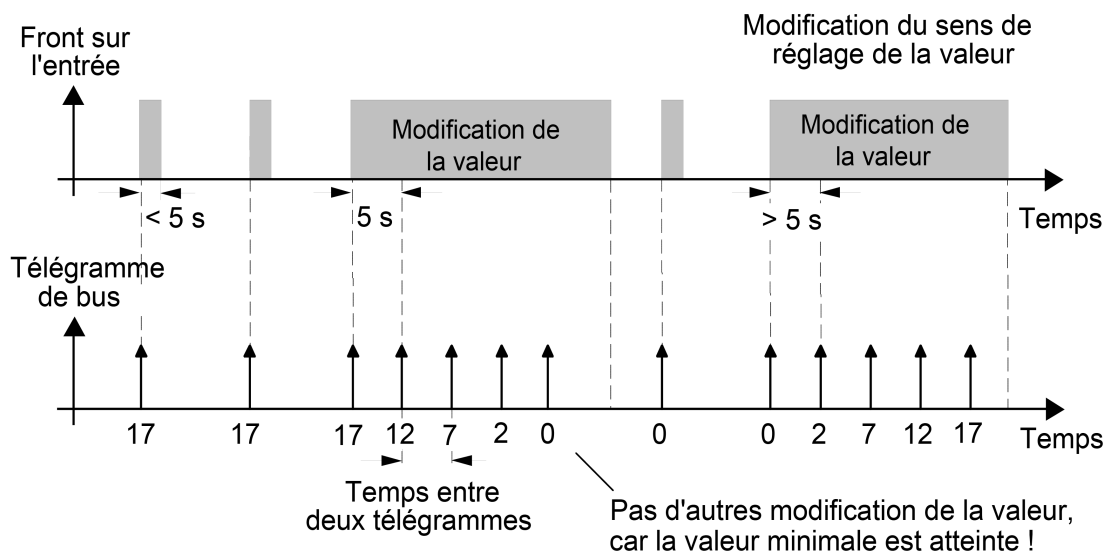 Modification du sens de
réglage de la valeur
Front sur
l'entrée
Modification de
la valeur
Modification de
la valeur
< 5 s
5 s
> 5 s
Temps
Télégramme
de bus
17
17
17
12
7
2
0
0
0
2
7
12
17
Temps
Temps entre
deux télégrammes
Pas d'autres modification de la valeur,
car la valeur minimale est atteinte !